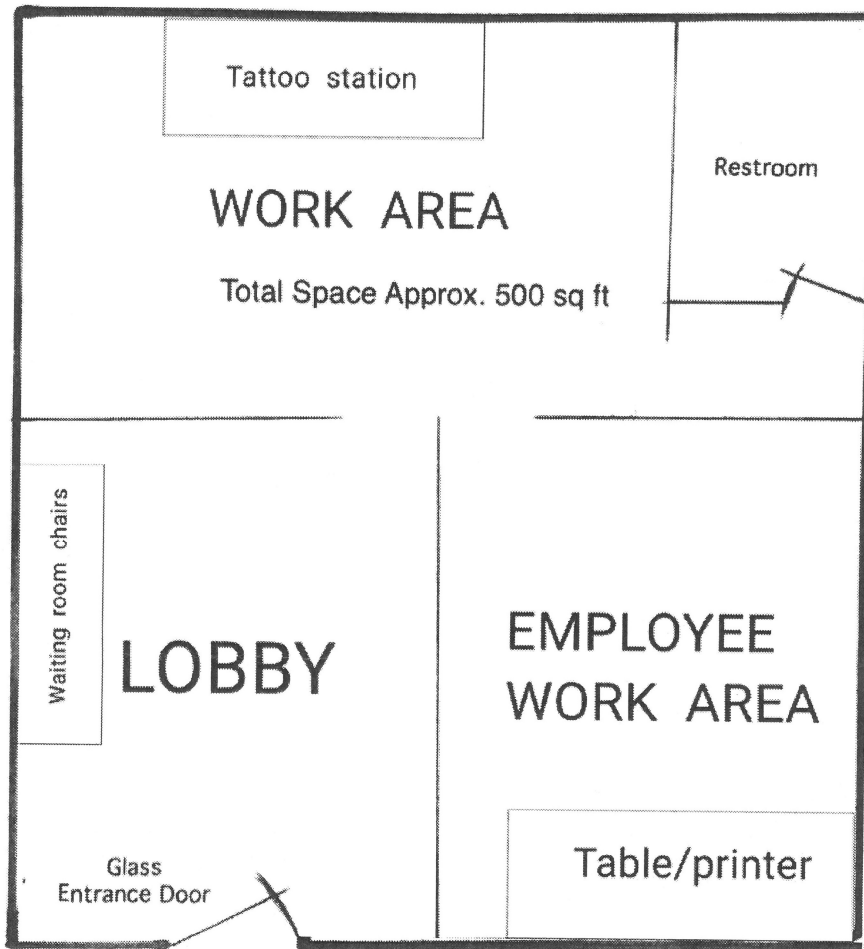 Tattoo station
Restroom
WORK AREA
Total Space Approx. 500 sq ft
Waiting room chairs
LOBBY
EMPLOYEE
WORK AREA
Table/printer
Glass
Entrance Door